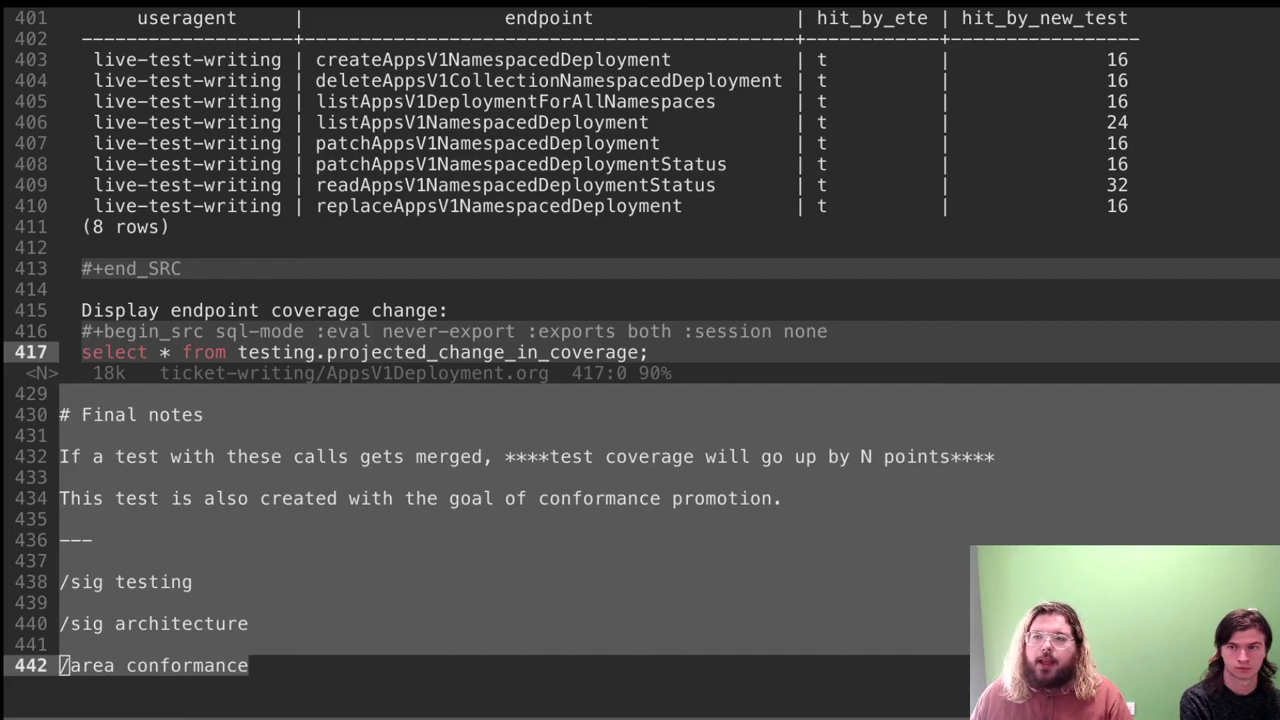 401 useragent | endpoint | hit_by_ete | hit_by_new_test
402 -------------------+-------------------------------------------+------------+-----------------
403 live-test-writing | createAppsV1NamespacedDeployment | t | 16
404 live-test-writing | deleteAppsV1CollectionNamespacedDeployment | t | 16
405 live-test-writing | listAppsV1DeploymentForAllNamespaces | t | 16
406 live-test-writing | listAppsV1NamespacedDeployment | t | 24
407 live-test-writing | patchAppsV1NamespacedDeployment | t | 16
408 live-test-writing | patchAppsV1NamespacedDeploymentStatus | t | 16
409 live-test-writing | readAppsV1NamespacedDeploymentStatus | t | 32
410 live-test-writing | replaceAppsV1NamespacedDeployment | t | 16
411 (8 rows)
412
413 #+end_SRC
414
415 Display endpoint coverage change:
416 #+begin_src sql-mode :eval never-export :exports both :session none
417 select * from testing.projected_change_in_coverage;
<N> 18k ticket-writing/AppsV1Deployment.org 417:0 90%
429
430 # Final notes
431
432 If a test with these calls gets merged, ****test coverage will go up by N points****
433
434 This test is also created with the goal of conformance promotion.
435
436 ---
437
438 /sig testing
439
440 /sig architecture
441
442 /area conformance